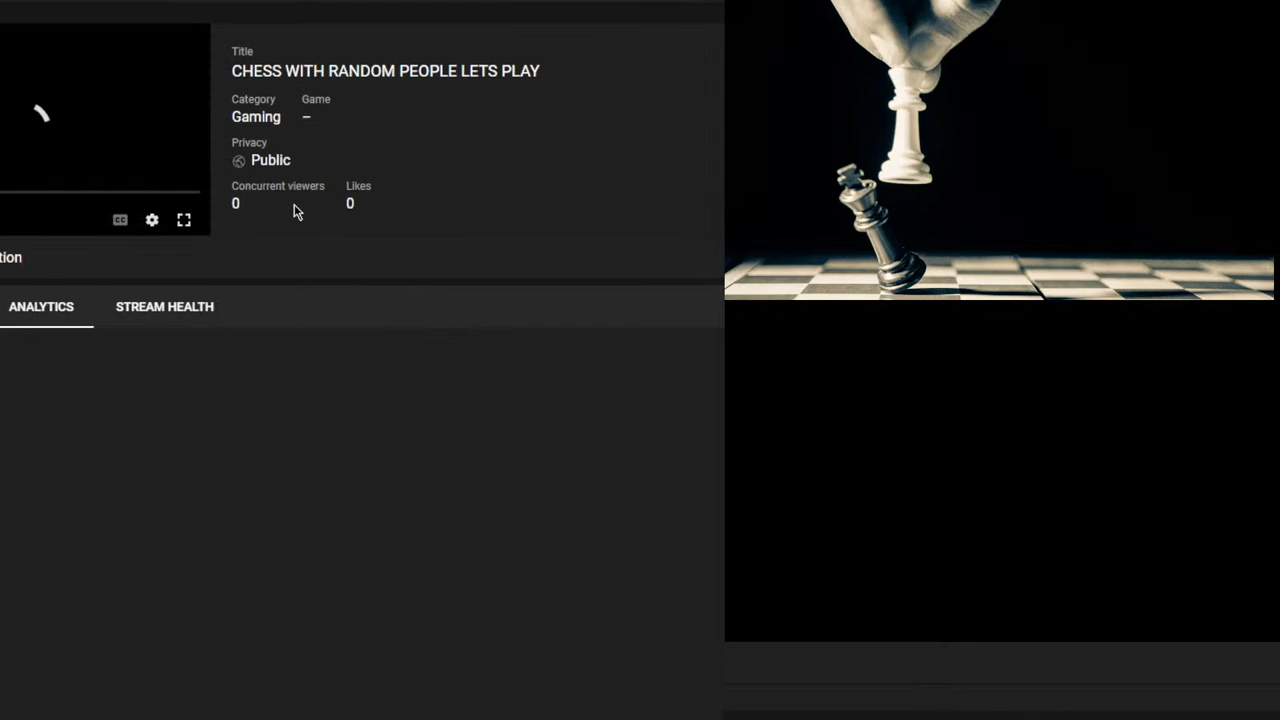 Title
CHESS WITH RANDOM PEOPLE LETS PLAY
Category Game
Gaming –
Privacy
Public
Concurrent viewers Likes
0 0
CC
tion
ANALYTICS STREAM HEALTH